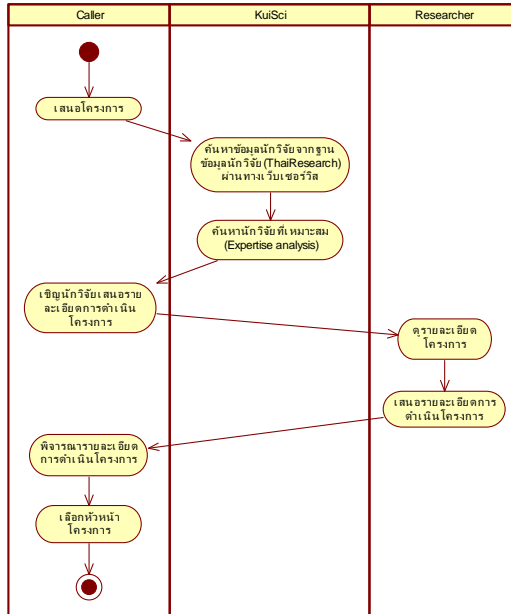 Caller
KuiSci
Researcher
เสนอโครงการ
ค้นหาข้อมูลนักวิจัยจากฐาน
ข้อมูลนักวิจัย (ThaiResearch)
ผ่านทางเว็บเซอร์วิส
ค้นหานักวิจัยที่เหมาะสม
(Expertise analysis)
เชิญนักวิจัยเสนอราย
ละเอียดการดำเนิน
โครงการ
ดูรายละเอียด
โครงการ
เสนอรายละเอียดการ
ดำเนินโครงการ
พิจารณารายละเอียด
การดำเนินโครงการ
เลือกหัวหน้า
โครงการ